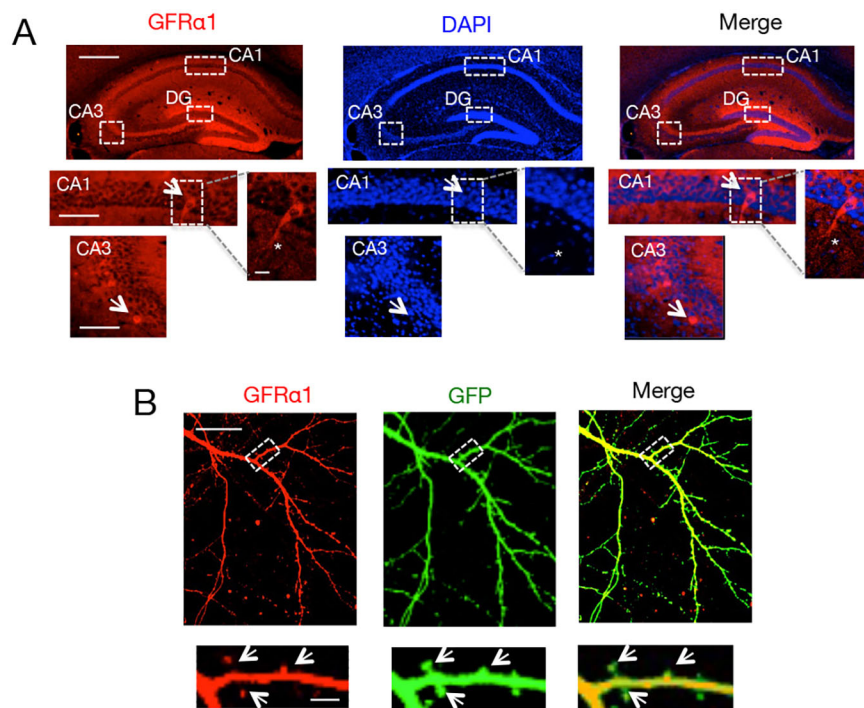 A
GFRα1 DAPI Merge
CA1 CA1 CA1
DG DG DG
CA3 CA3 CA3
CA1 CA1 CA1
* * *
CA3 CA3 CA3
B
GFRα1 GFP Merge